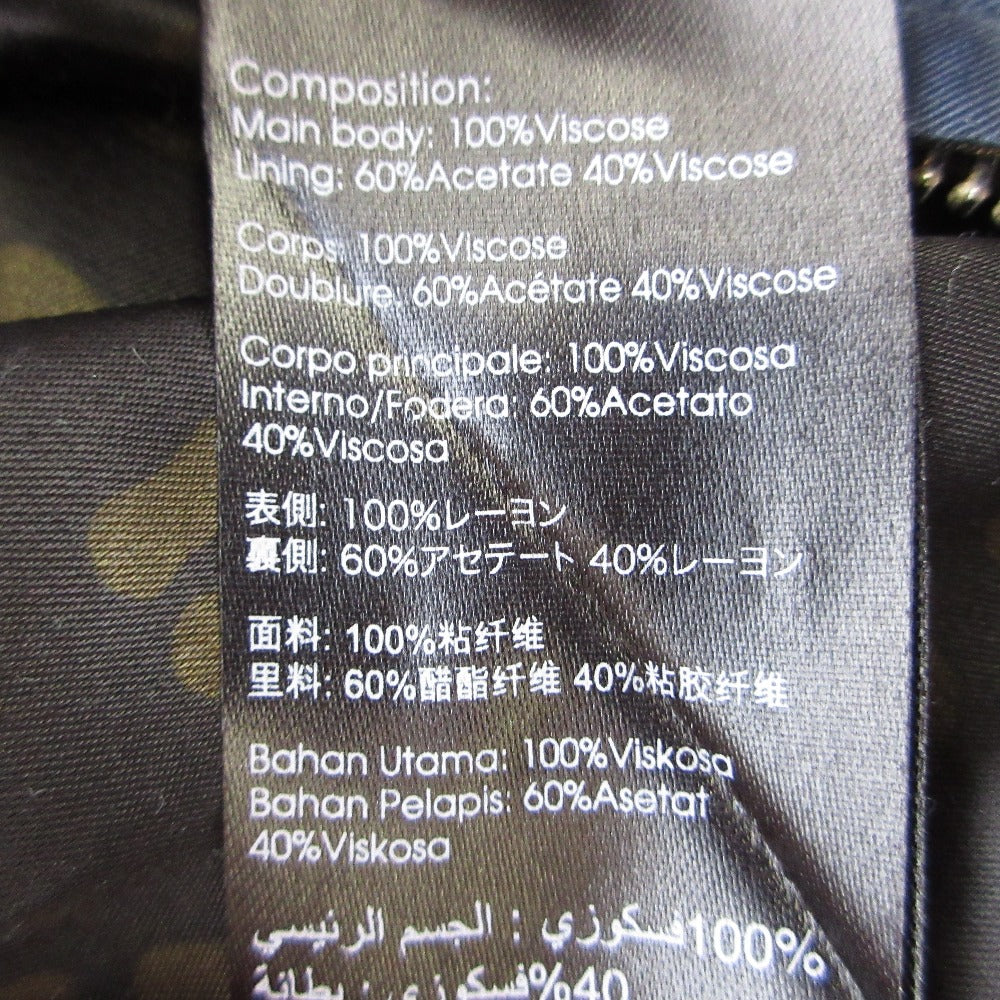 Composition:
Main body: 100%Viscose
Lining: 60%Acetate 40%Viscose
Corps: 100%Viscose
Doublure: 60%Acétate 40%Viscose
Corpo principale: 100%Viscosa
Interno/Fodera: 60%Acetato
40%Viscosa
表側: 100%レーヨン
裏側: 60%アセデート 40%レーヨン
面料: 100%粘纤维
里料: 60%醋酯纤维 40%粘胶纤维
Bahan Utama: 100%Viskosa
Bahan Pelapis: 60%Asetat
40%Viskosa
100%فسكوزي : الجسم الرئيسي
40%فسكوزي : بطانة